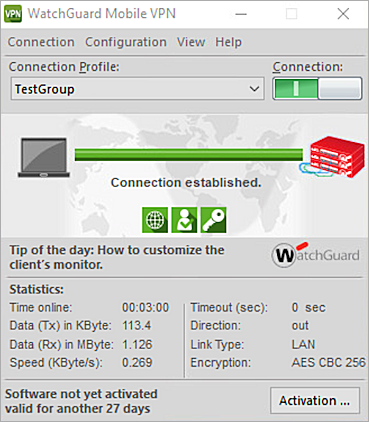 VPN WatchGuard Mobile VPN
Connection Configuration View Help
Connection Profile: Connection:
TestGroup
Connection established.
Tip of the day: How to customize the
client's monitor.
WatchGuard
Statistics:
Time online: 00:03:00 Timeout (sec): 0 sec
Data (Tx) in KByte: 113.4 Direction: out
Data (Rx) in MByte: 1.126 Link Type: LAN
Speed (KByte/s): 0.269 Encryption: AES CBC 256
Software not yet activated
valid for another 27 days
Activation ...